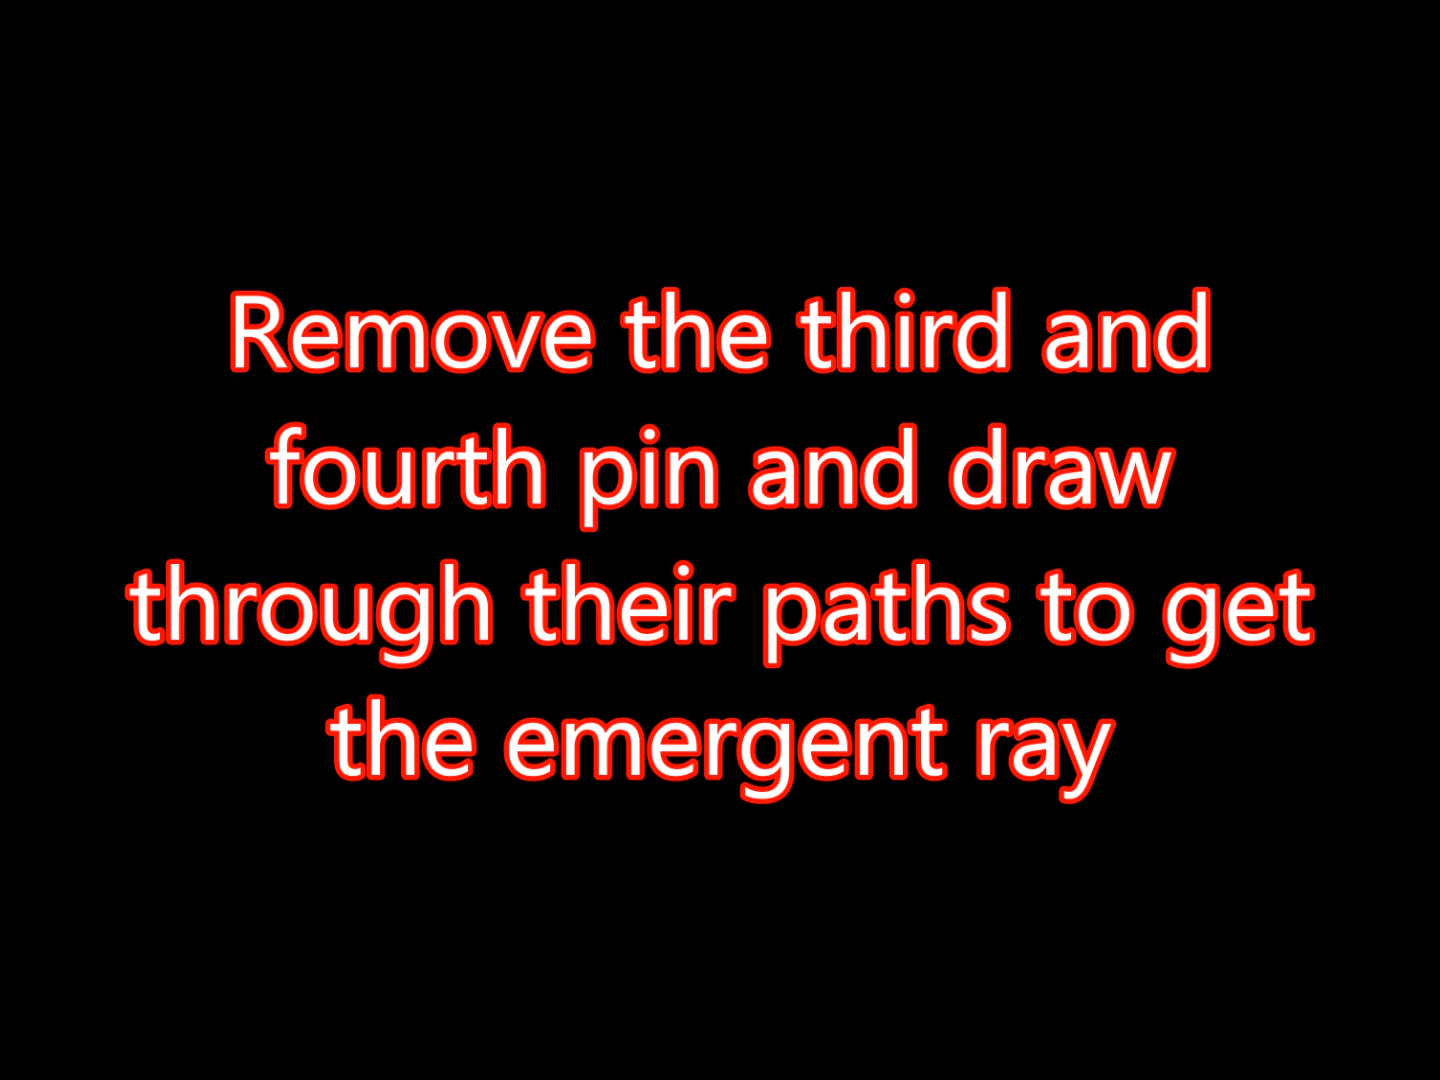 Remove the third and
fourth pin and draw
through their paths to get
the emergent ray